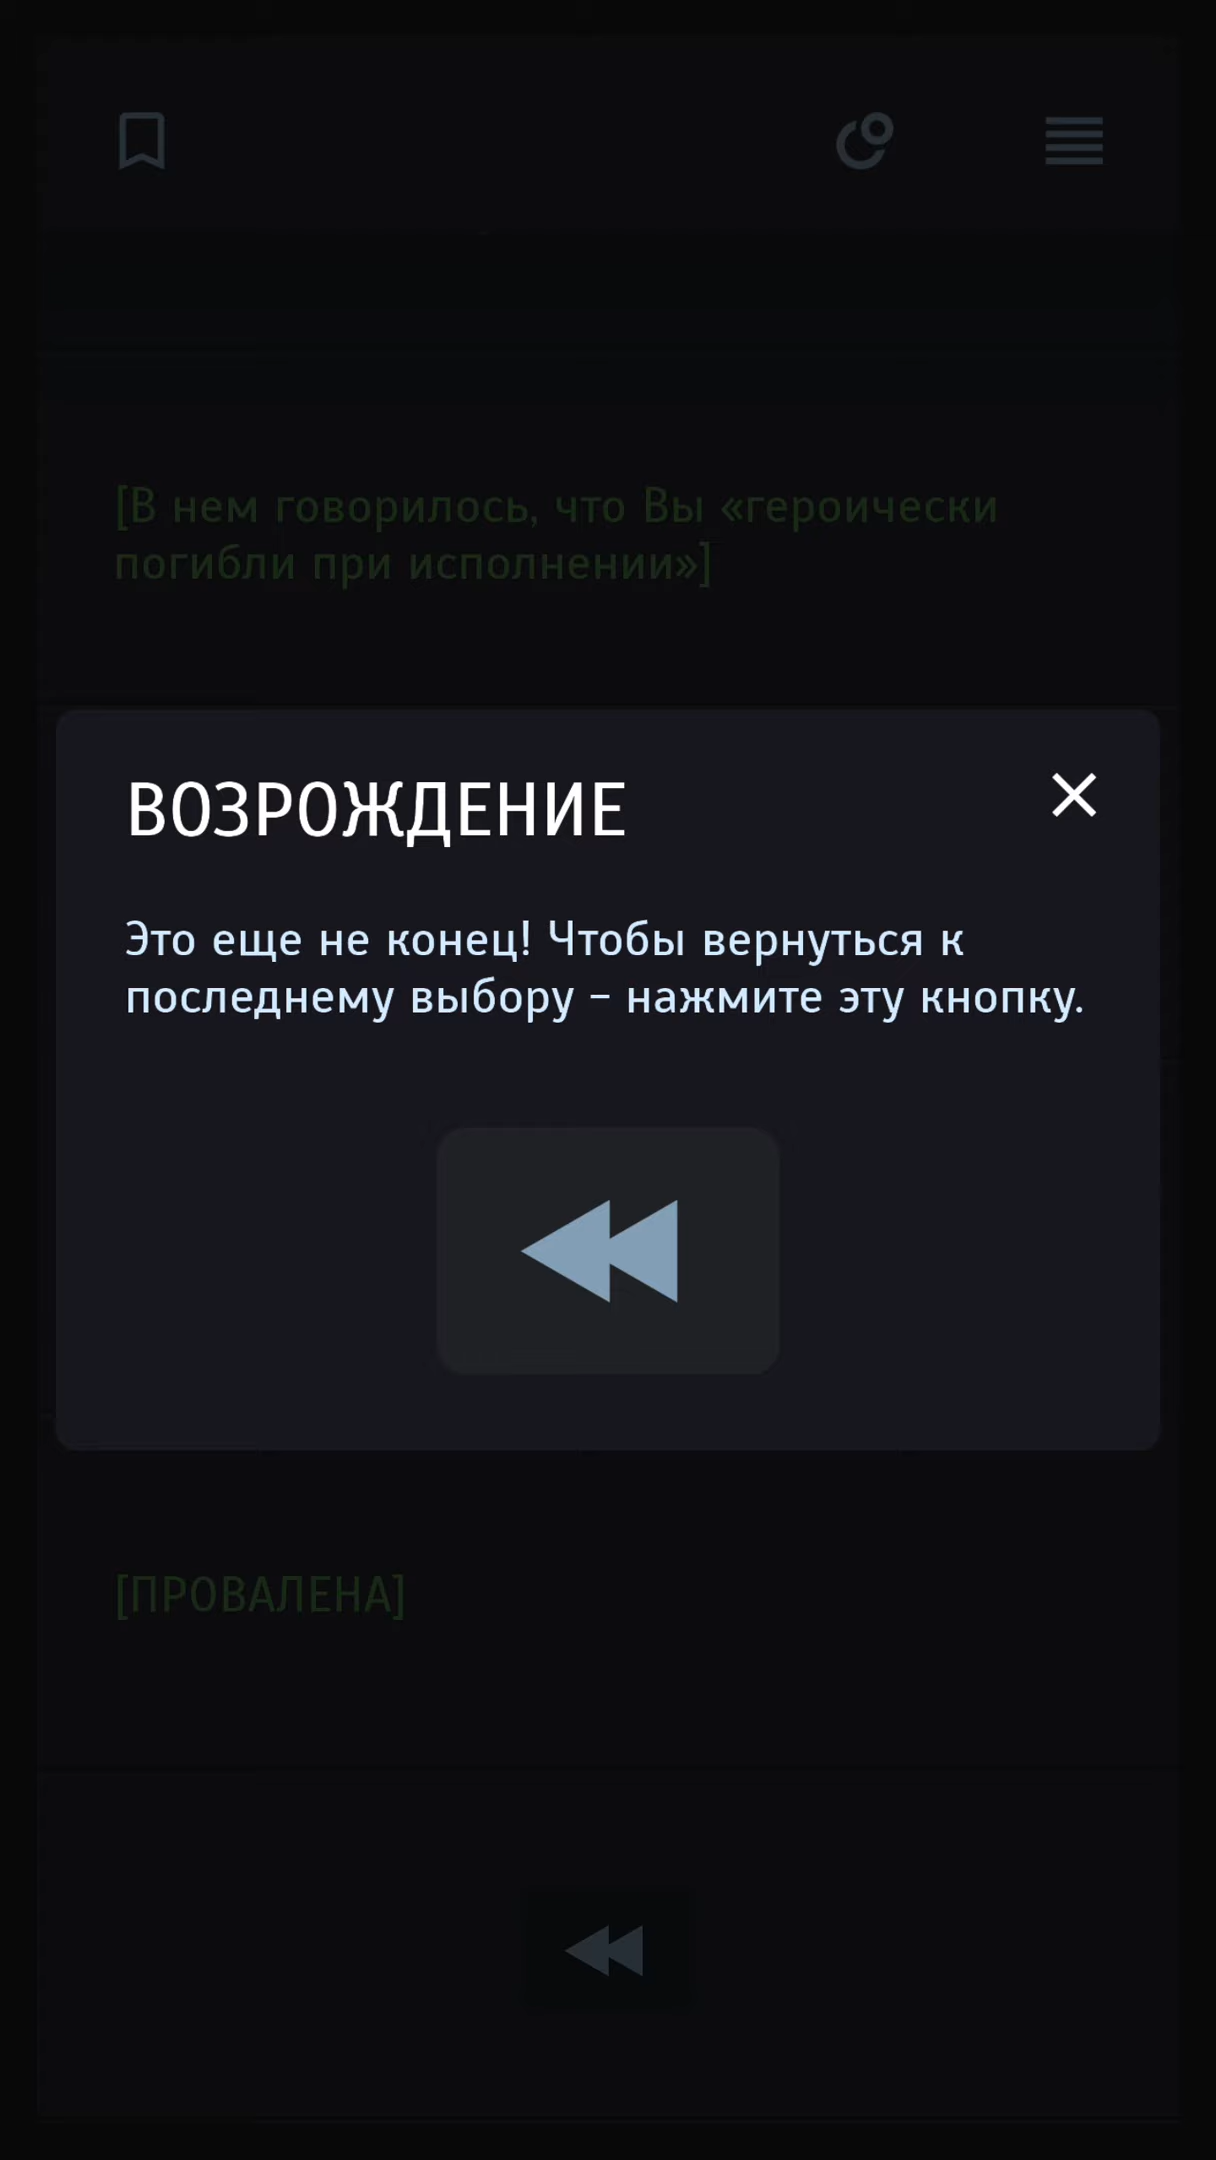 [В нем говорилось, что Вы «героически
погибли при исполнении»]
ВОЗРОЖДЕНИЕ
Это еще не конец! Чтобы вернуться к
последнему выбору – нажмите эту кнопку.
[ПРОВАЛЕНА]